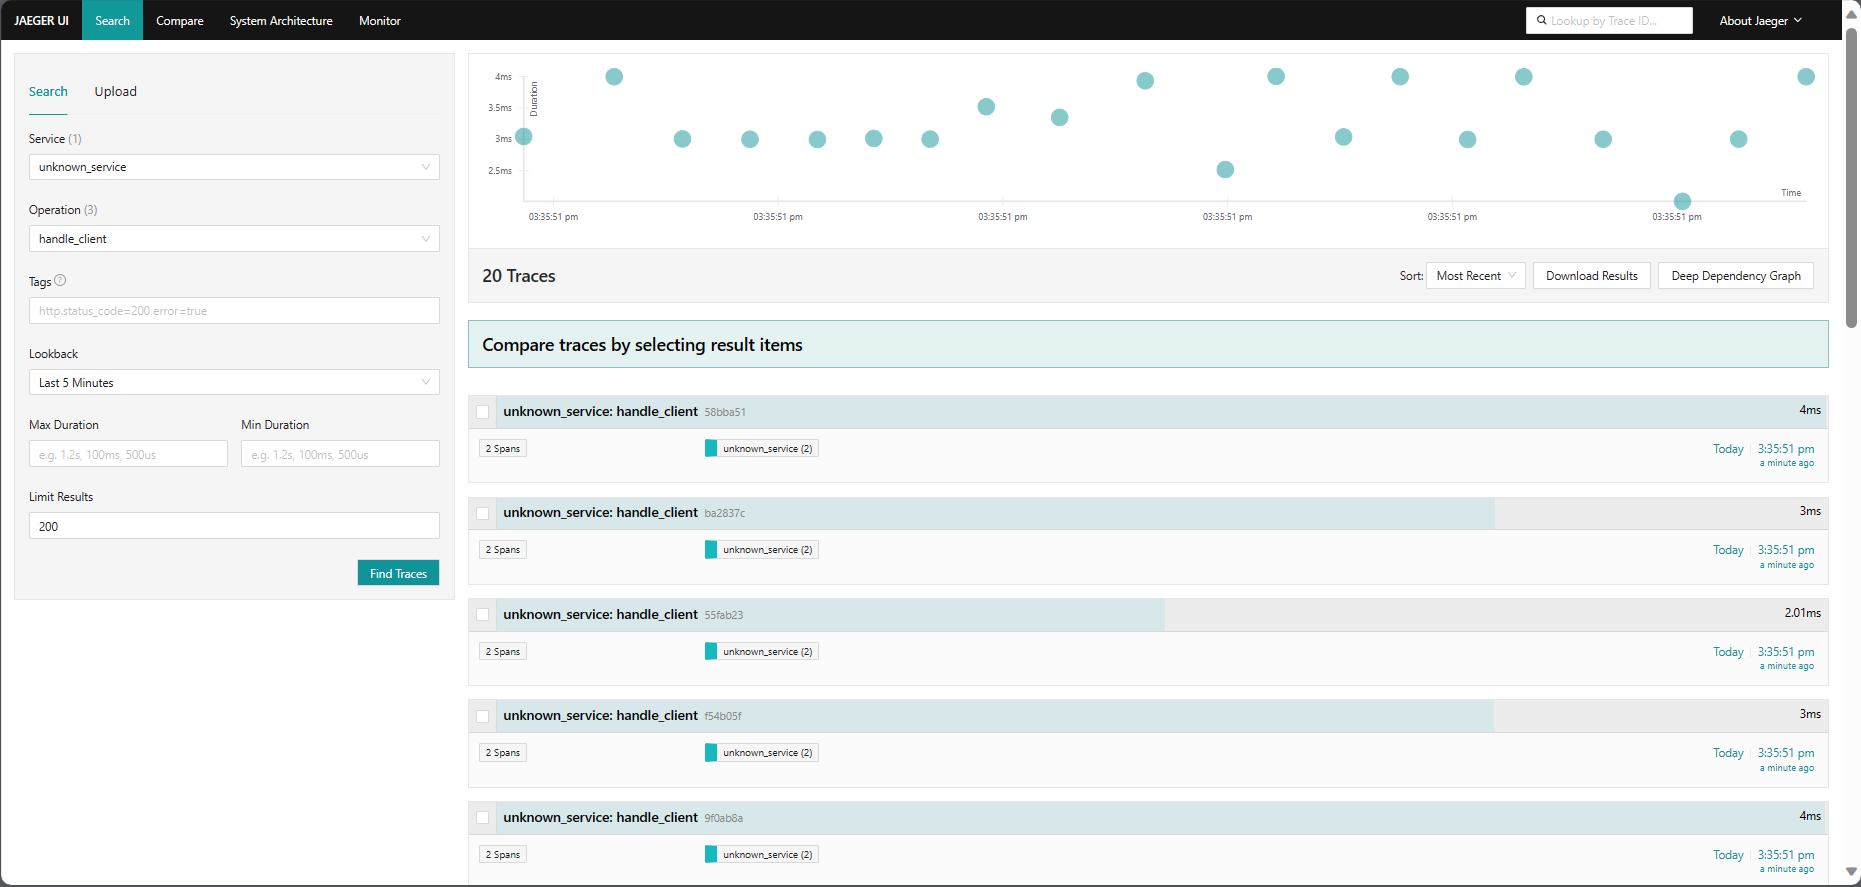 JAEGER UI Search Compare System Architecture Monitor Lookup by Trace ID... About Jaeger
Search Upload
Service (1)
unknown_service
Operation (3)
handle_client
Tags ?
http.status_code=200 error=true
Lookback
Last 5 Minutes
Max Duration Min Duration
e.g. 1.2s, 100ms, 500us e.g. 1.2s, 100ms, 500us
Limit Results
200
Find Traces
Duration
4ms
3.5ms
3ms
2.5ms
Time
03:35:51 pm 03:35:51 pm 03:35:51 pm 03:35:51 pm 03:35:51 pm 03:35:51 pm
20 Traces Sort: Most Recent Download Results Deep Dependency Graph
Compare traces by selecting result items
unknown_service: handle_client 58bba51 4ms
2 Spans unknown_service (2) Today 3:35:51 pm
a minute ago
unknown_service: handle_client ba2837c 3ms
2 Spans unknown_service (2) Today 3:35:51 pm
a minute ago
unknown_service: handle_client 55fab23 2.01ms
2 Spans unknown_service (2) Today 3:35:51 pm
a minute ago
unknown_service: handle_client f54b05f 3ms
2 Spans unknown_service (2) Today 3:35:51 pm
a minute ago
unknown_service: handle_client 9f0ab8a 4ms
2 Spans unknown_service (2) Today 3:35:51 pm
a minute ago